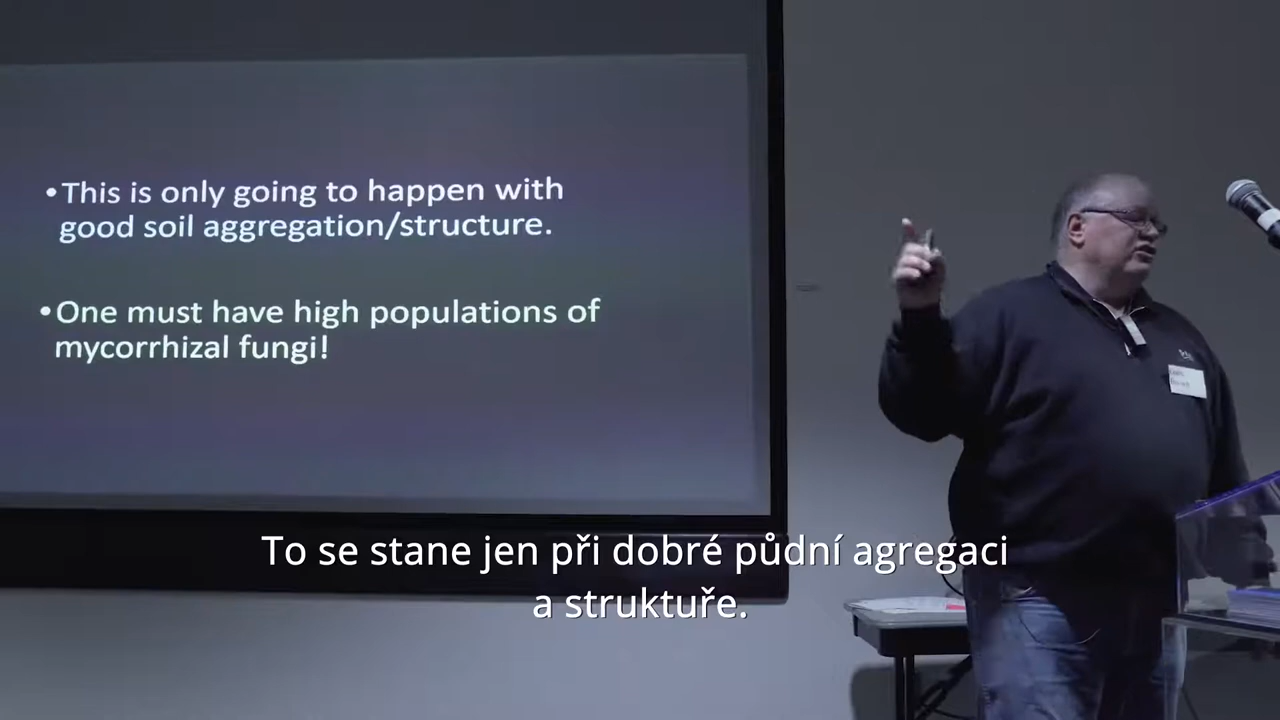 •This is only going to happen with
good soil aggregation/structure.
•One must have high populations of
mycorrhizal fungi!
To se stane jen při dobré půdní agregaci
a struktuře.